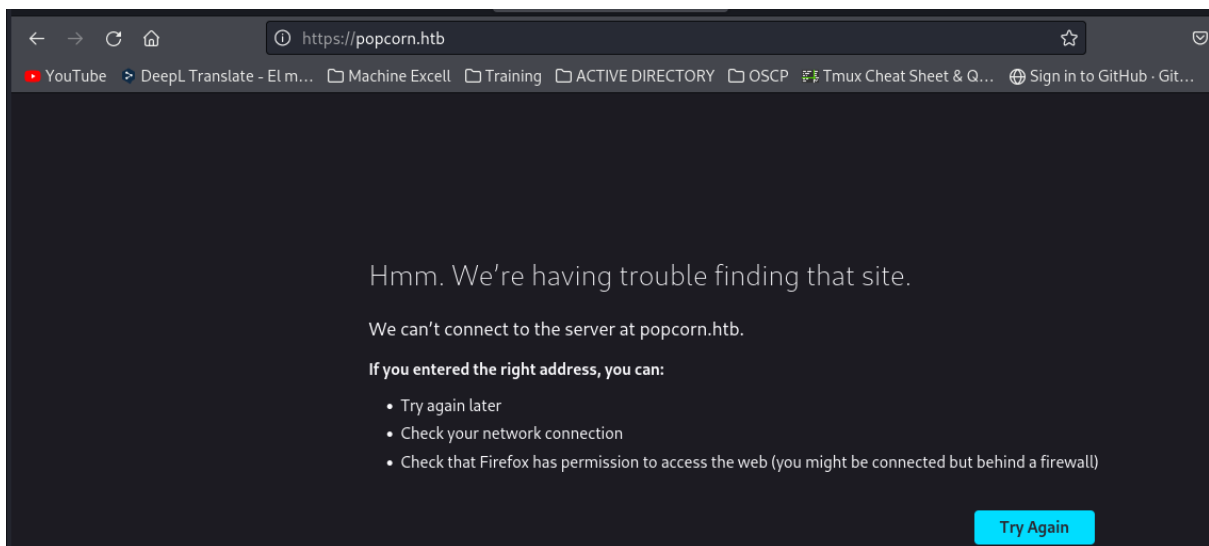 https://popcorn.htb
YouTube DeepL Translate - El m... Machine Excell Training ACTIVE DIRECTORY OSCP Tmux Cheat Sheet & Q... Sign in to GitHub · Git...
Hmm. We're having trouble finding that site.
We can't connect to the server at popcorn.htb.
If you entered the right address, you can:
• Try again later
• Check your network connection
• Check that Firefox has permission to access the web (you might be connected but behind a firewall)
Try Again